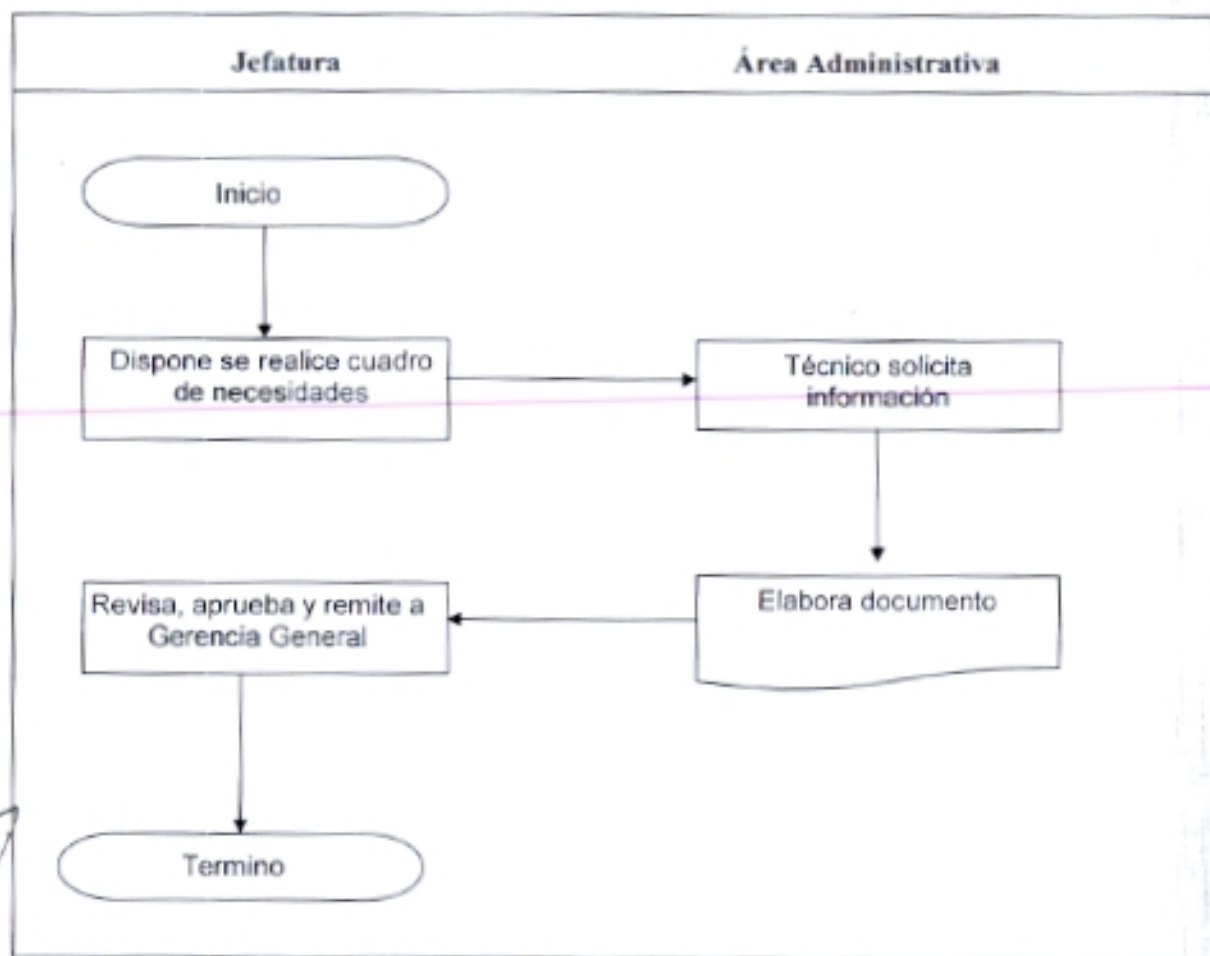 Jefatura
Área Administrativa
Inicio
Dispone se realice cuadro
de necesidades
Técnico solicita
información
Elabora documento
Revisa, aprueba y remite a
Gerencia General
Termino